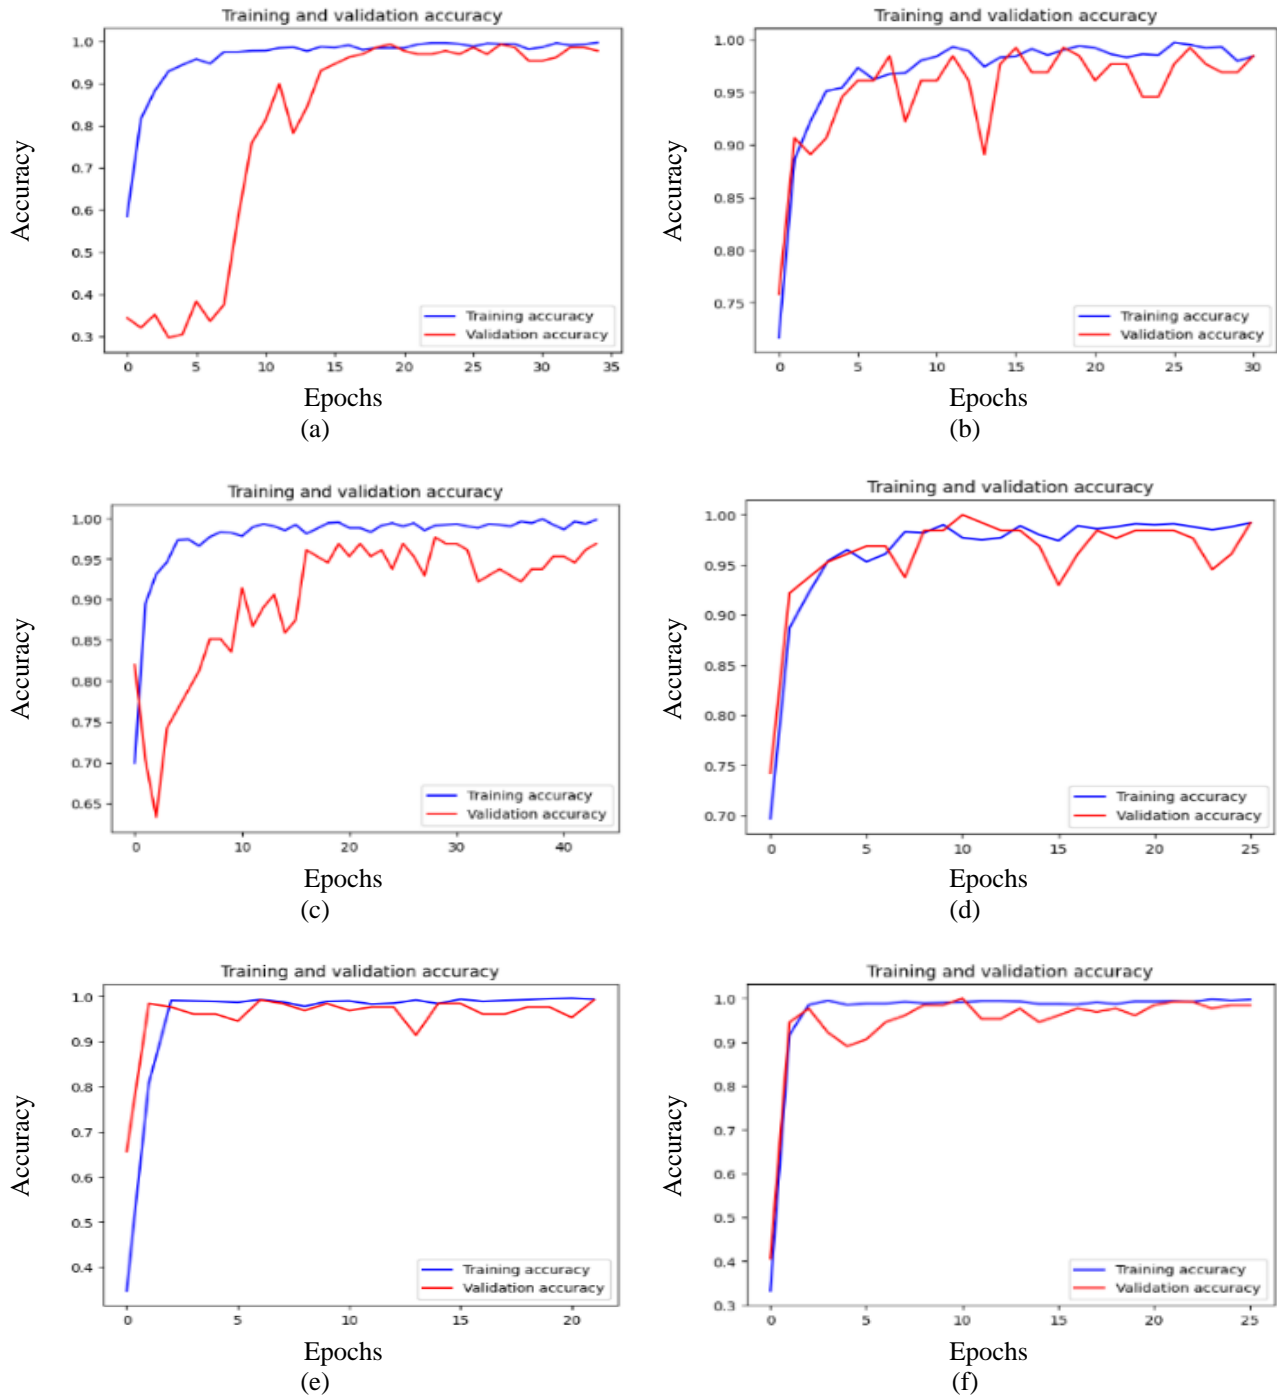 Training and validation accuracy
1.0
0.9
0.8
0.7
0.6
0.5
0.4
0.3
Accuracy
Training accuracy
Validation accuracy
0 5 10 15 20 25 30 35
Epochs
(a)
Training and validation accuracy
1.00
0.95
0.90
0.85
0.80
0.75
Accuracy
Training accuracy
Validation accuracy
0 5 10 15 20 25 30
Epochs
(b)
Training and validation accuracy
1.00
0.95
0.90
0.85
0.80
0.75
0.70
0.65
Accuracy
Training accuracy
Validation accuracy
0 10 20 30 40
Epochs
(c)
Training and validation accuracy
1.00
0.95
0.90
0.85
0.80
0.75
0.70
Accuracy
Training accuracy
Validation accuracy
0 5 10 15 20 25
Epochs
(d)
Training and validation accuracy
1.0
0.9
0.8
0.7
0.6
0.5
0.4
Accuracy
Training accuracy
Validation accuracy
0 5 10 15 20
Epochs
(e)
Training and validation accuracy
1.0
0.9
0.8
0.7
0.6
0.5
0.4
0.3
Accuracy
Training accuracy
Validation accuracy
0 5 10 15 20 25
Epochs
(f)